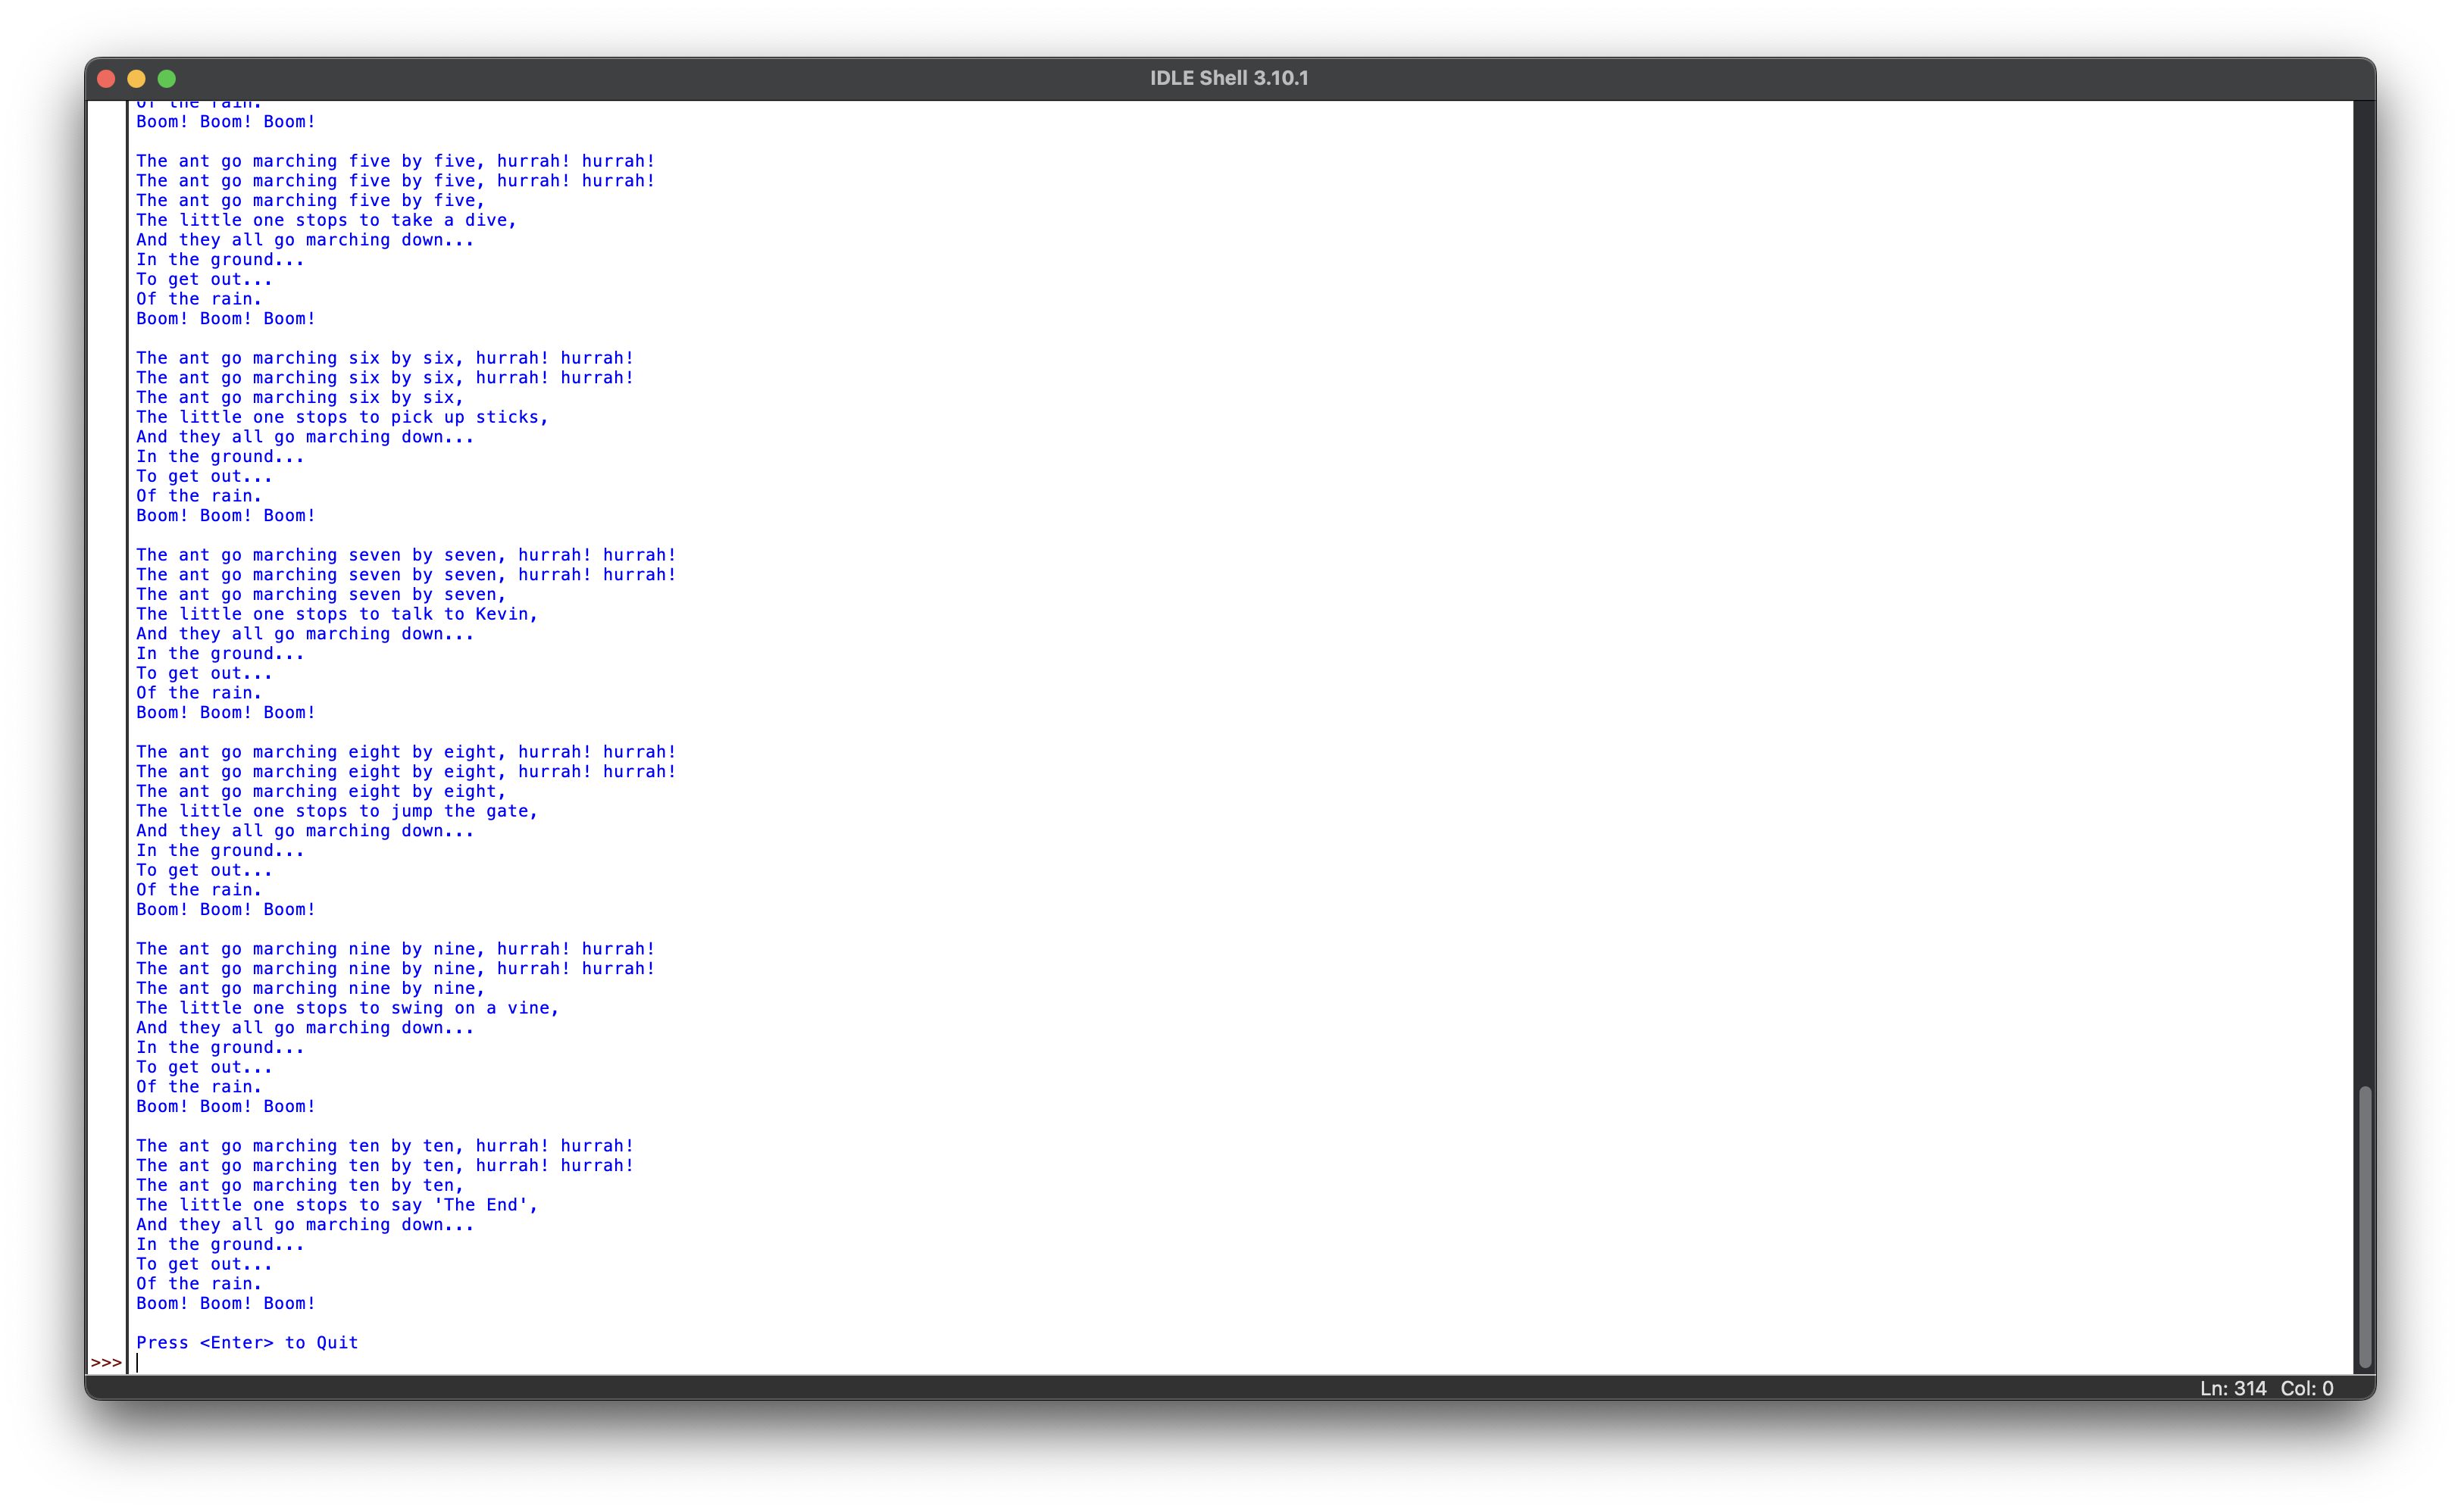 IDLE Shell 3.10.1
Of the rain.
Boom! Boom! Boom!
The ant go marching five by five, hurrah! hurrah!
The ant go marching five by five, hurrah! hurrah!
The ant go marching five by five,
The little one stops to take a dive,
And they all go marching down...
In the ground...
To get out...
Of the rain.
Boom! Boom! Boom!
The ant go marching six by six, hurrah! hurrah!
The ant go marching six by six, hurrah! hurrah!
The ant go marching six by six,
The little one stops to pick up sticks,
And they all go marching down...
In the ground...
To get out...
Of the rain.
Boom! Boom! Boom!
The ant go marching seven by seven, hurrah! hurrah!
The ant go marching seven by seven, hurrah! hurrah!
The ant go marching seven by seven,
The little one stops to talk to Kevin,
And they all go marching down...
In the ground...
To get out...
Of the rain.
Boom! Boom! Boom!
The ant go marching eight by eight, hurrah! hurrah!
The ant go marching eight by eight, hurrah! hurrah!
The ant go marching eight by eight,
The little one stops to jump the gate,
And they all go marching down...
In the ground...
To get out...
Of the rain.
Boom! Boom! Boom!
The ant go marching nine by nine, hurrah! hurrah!
The ant go marching nine by nine, hurrah! hurrah!
The ant go marching nine by nine,
The little one stops to swing on a vine,
And they all go marching down...
In the ground...
To get out...
Of the rain.
Boom! Boom! Boom!
The ant go marching ten by ten, hurrah! hurrah!
The ant go marching ten by ten, hurrah! hurrah!
The ant go marching ten by ten,
The little one stops to say 'The End',
And they all go marching down...
In the ground...
To get out...
Of the rain.
Boom! Boom! Boom!
Press <Enter> to Quit
>>>
Ln: 314 Col: 0